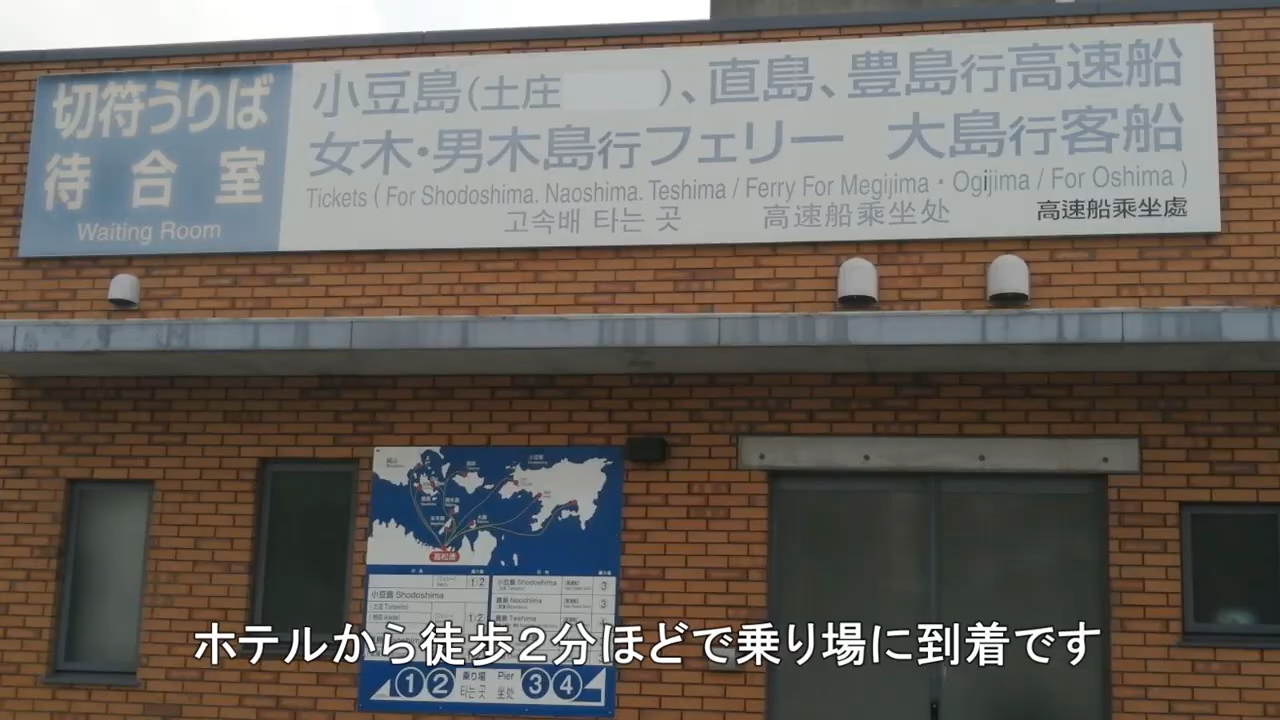 切符うりば
待合室
Waiting Room
小豆島(土庄 )、直島、豊島行高速船
女木・男木島行フェリー 大島行客船
Tickets ( For Shodoshima. Naoshima. Teshima / Ferry For Megijima・Ogijima / For Oshima )
고속배 타는 곳 高速船乘坐处 高速船乘坐處
高松港
小豆島 Shodoshima
小豆島 Shodoshima 3
直島 Naoshima 3
豊島 Teshima
ホテルから徒歩２分ほどで乗り場に到着です
1 2 乗り場 Pier 3 4
타는 곳 坐处